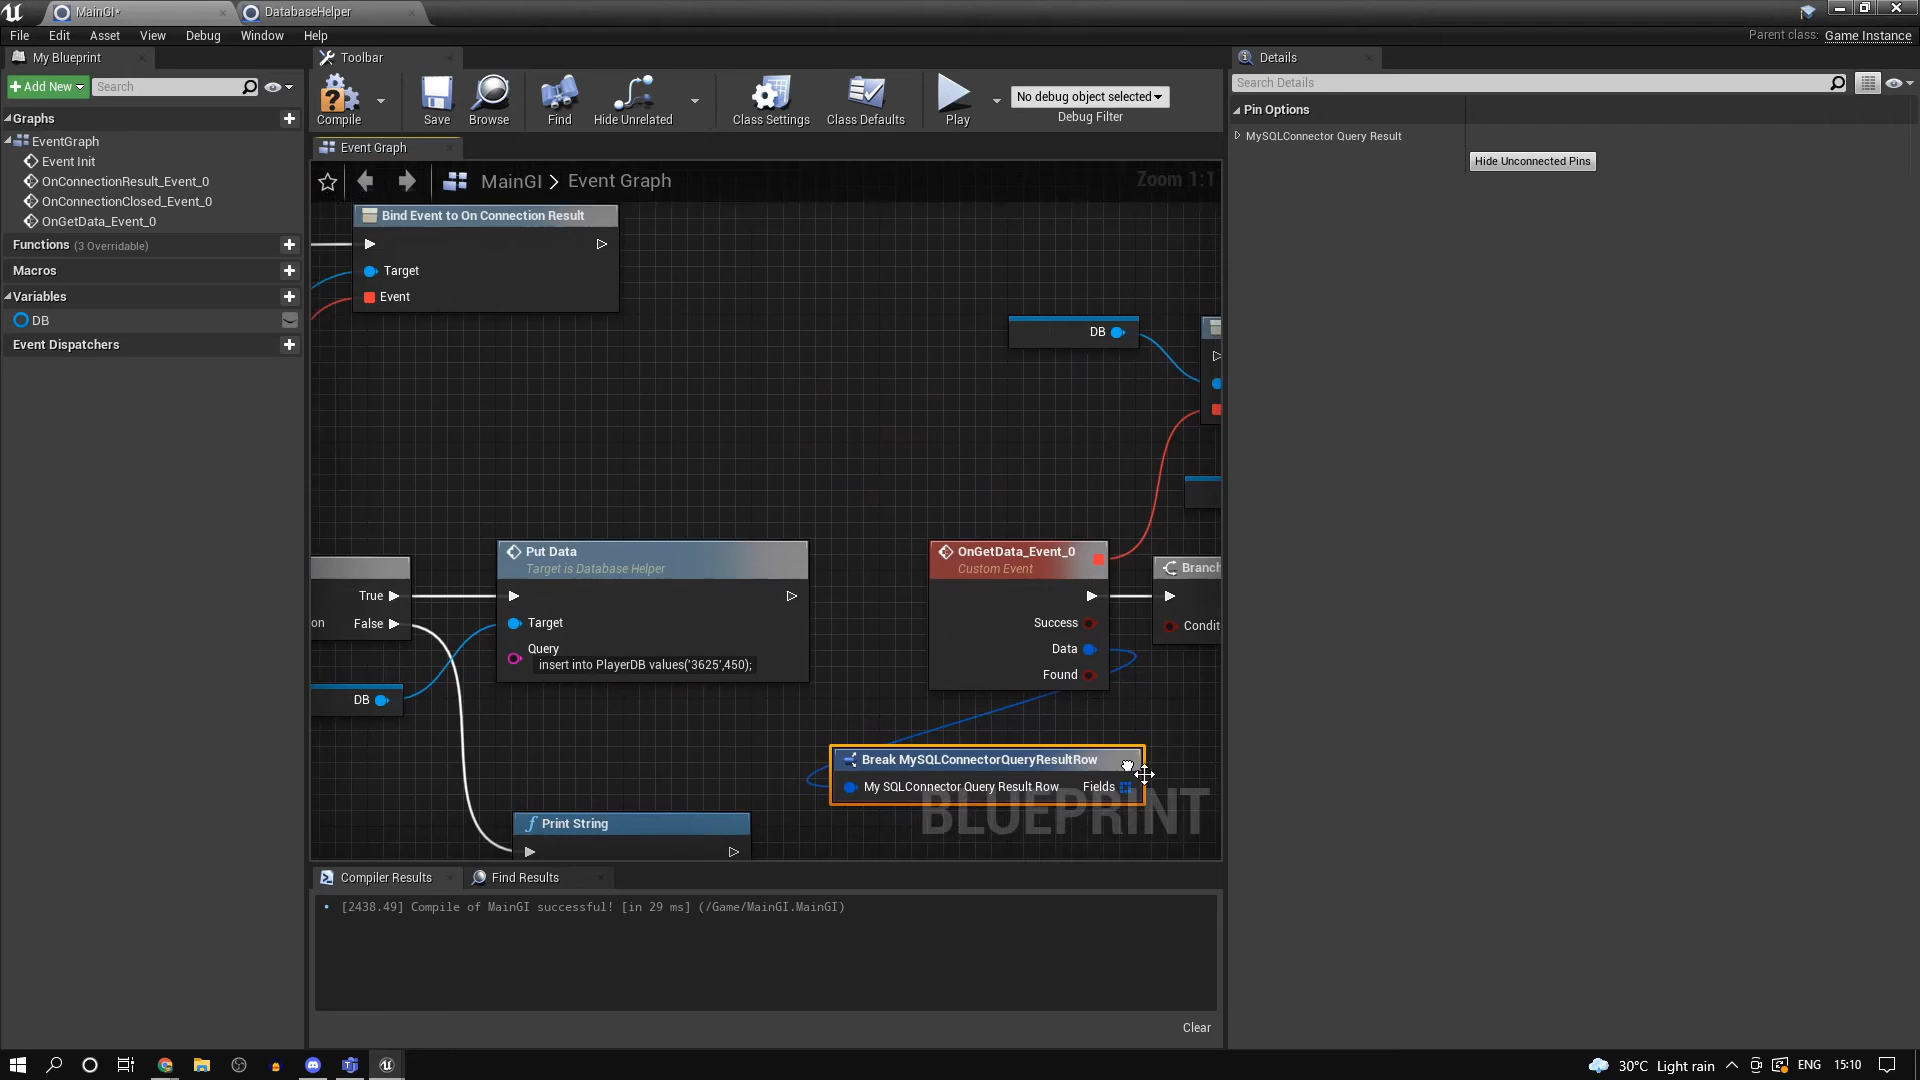 MainGI*
DatabaseHelper
File Edit Asset View Debug Window Help
Parent class: Game Instance
My Blueprint
Toolbar
Details
+Add New
Search
Compile
Save
Browse
Find
Hide Unrelated
Class Settings
Class Defaults
Play
No debug object selected
Debug Filter
Search Details
Pin Options
MySQLConnector Query Result
Hide Unconnected Pins
Graphs
EventGraph
Event Init
OnConnectionResult_Event_0
OnConnectionClosed_Event_0
OnGetData_Event_0
Functions (3 Overridable)
Macros
Variables
DB
Event Dispatchers
Event Graph
MainGI > Event Graph
Zoom 1:1
Bind Event to On Connection Result
Target
Event
DB
Put Data
Target is Database Helper
Target
Query
insert into PlayerDB values('3625',450);
True
on False
DB
OnGetData_Event_0
Custom Event
Success
Data
Found
Branch
Condit
Break MySQLConnectorQueryResultRow
My SQLConnector Query Result Row Fields
BLUEPRINT
Print String
Compiler Results
Find Results
• [2438.49] Compile of MainGI successful! [in 29 ms] (/Game/MainGI.MainGI)
Clear
30°C Light rain
ENG
15:10